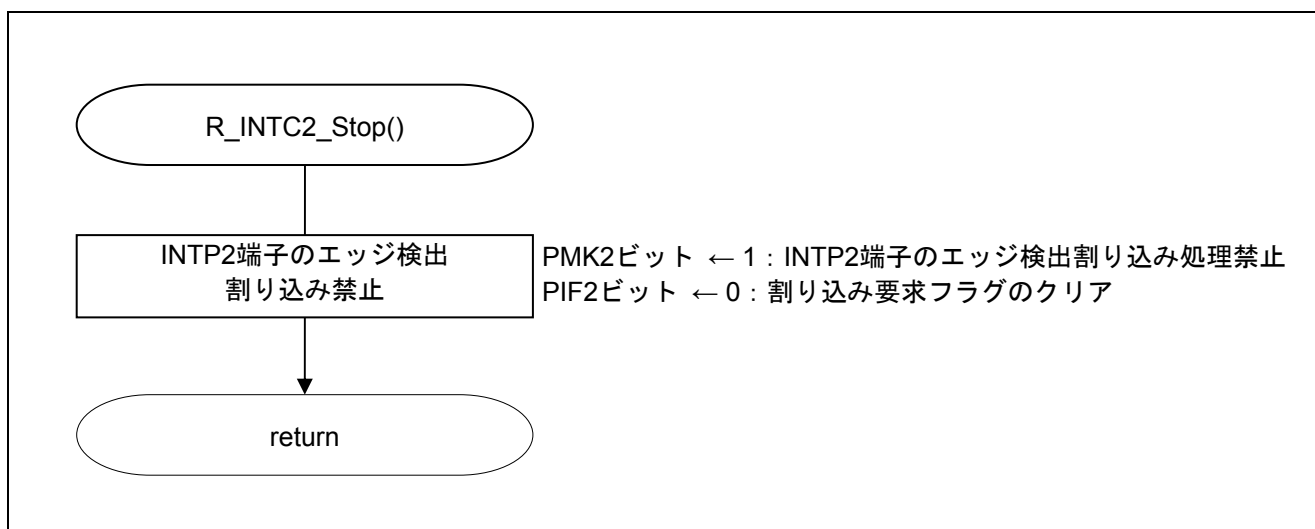 R_INTC2_Stop()
INTP2端子のエッジ検出
割り込み禁止
PMK2ビット ← 1：INTP2端子のエッジ検出割り込み処理禁止
PIF2ビット ← 0：割り込み要求フラグのクリア
return